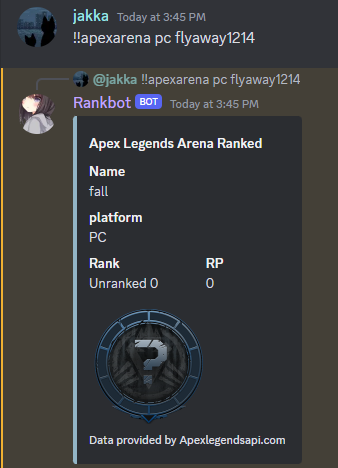 jakka Today at 3:45 PM
!!apexarena pc flyaway1214
@jakka !!apexarena pc flyaway1214
Rankbot BOT Today at 3:45 PM
Apex Legends Arena Ranked
Name
fall
platform
PC
Rank RP
Unranked 0 0
?
Data provided by Apexlegendsapi.com